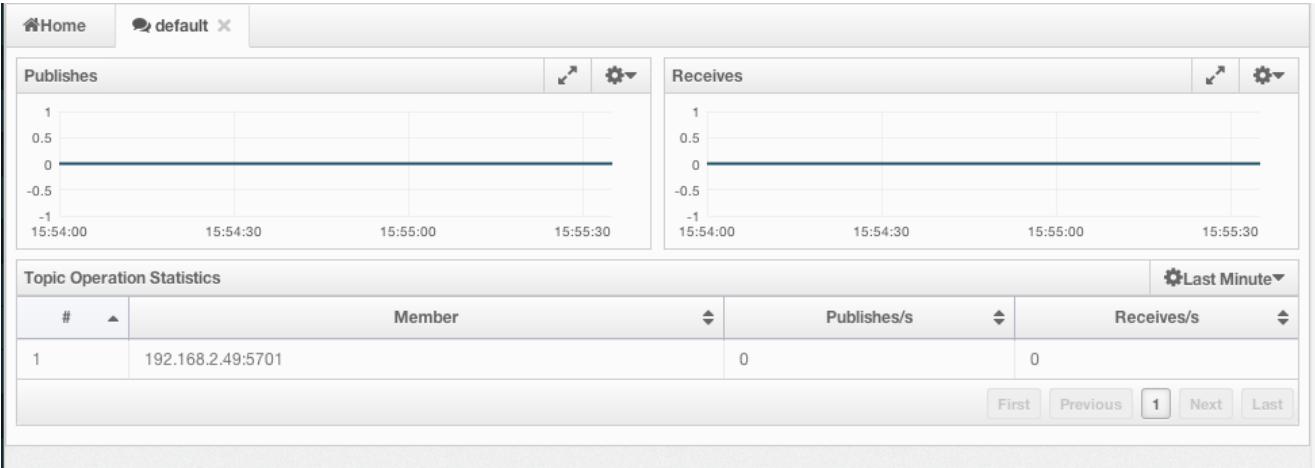 Home default
Publishes
1
0.5
0
-0.5
-1
15:54:00 15:54:30 15:55:00 15:55:30
Receives
1
0.5
0
-0.5
-1
15:54:00 15:54:30 15:55:00 15:55:30
Topic Operation Statistics Last Minute
# Member Publishes/s Receives/s
1 192.168.2.49:5701 0 0
First Previous 1 Next Last